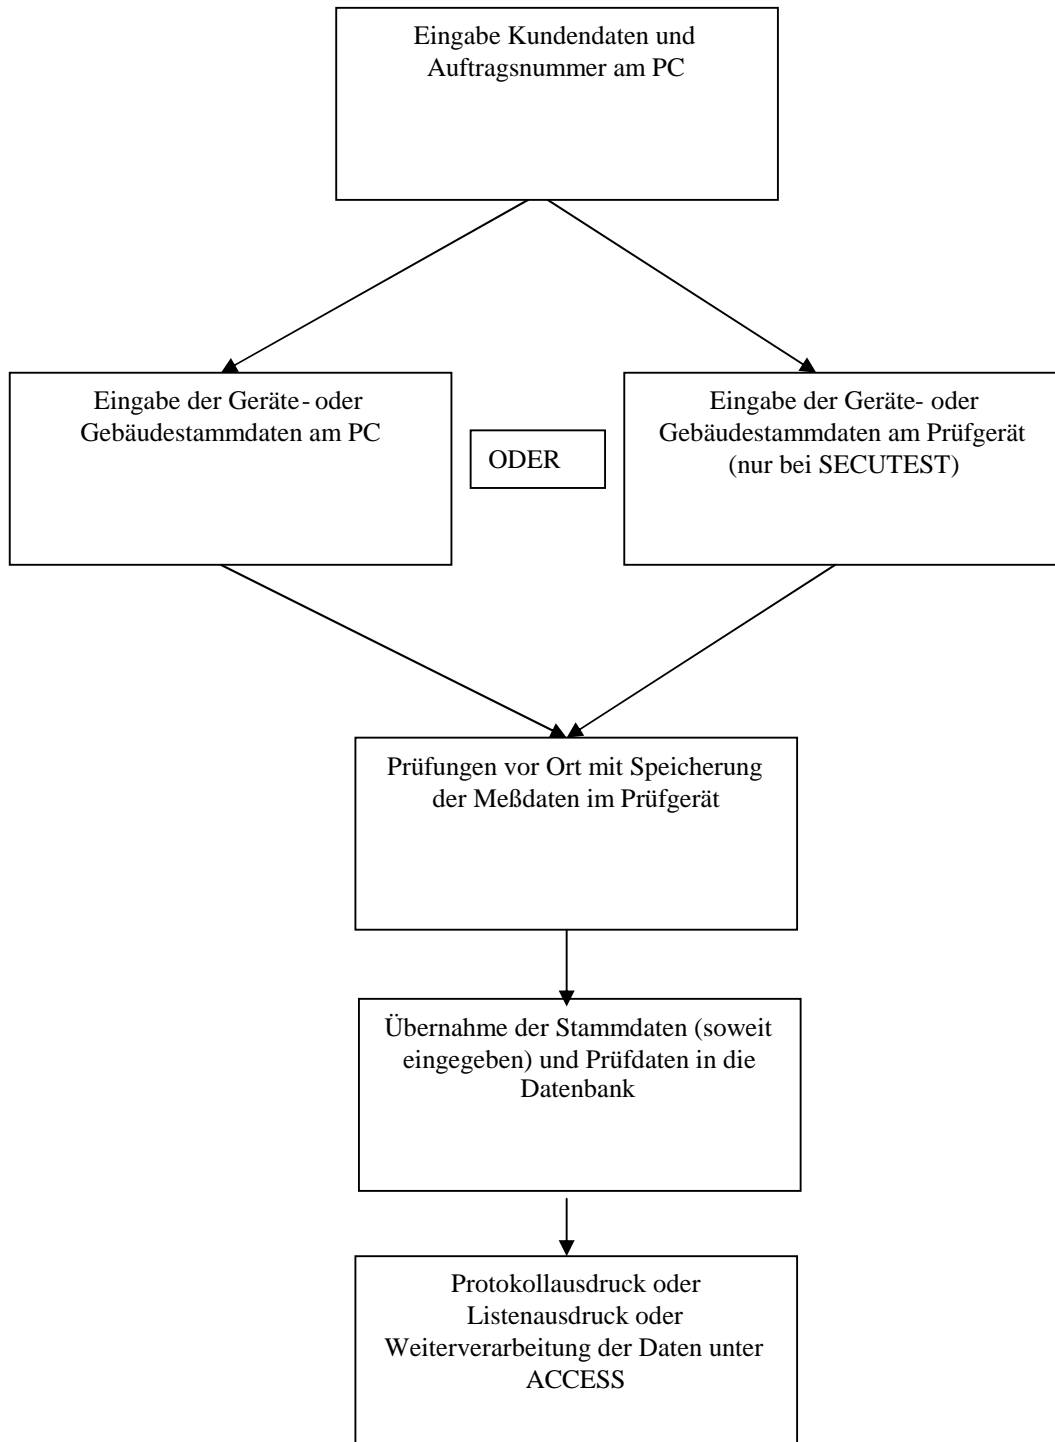 Eingabe Kundendaten und
Auftragsnummer am PC
Eingabe der Geräte- oder
Gebäudestammdaten am PC
ODER
Eingabe der Geräte- oder
Gebäudestammdaten am Prüfgerät
(nur bei SECUTEST)
Prüfungen vor Ort mit Speicherung
der Meßdaten im Prüfgerät
Übernahme der Stammdaten (soweit
eingegeben) und Prüfdaten in die
Datenbank
Protokollausdruck oder
Listenausdruck oder
Weiterverarbeitung der Daten unter
ACCESS